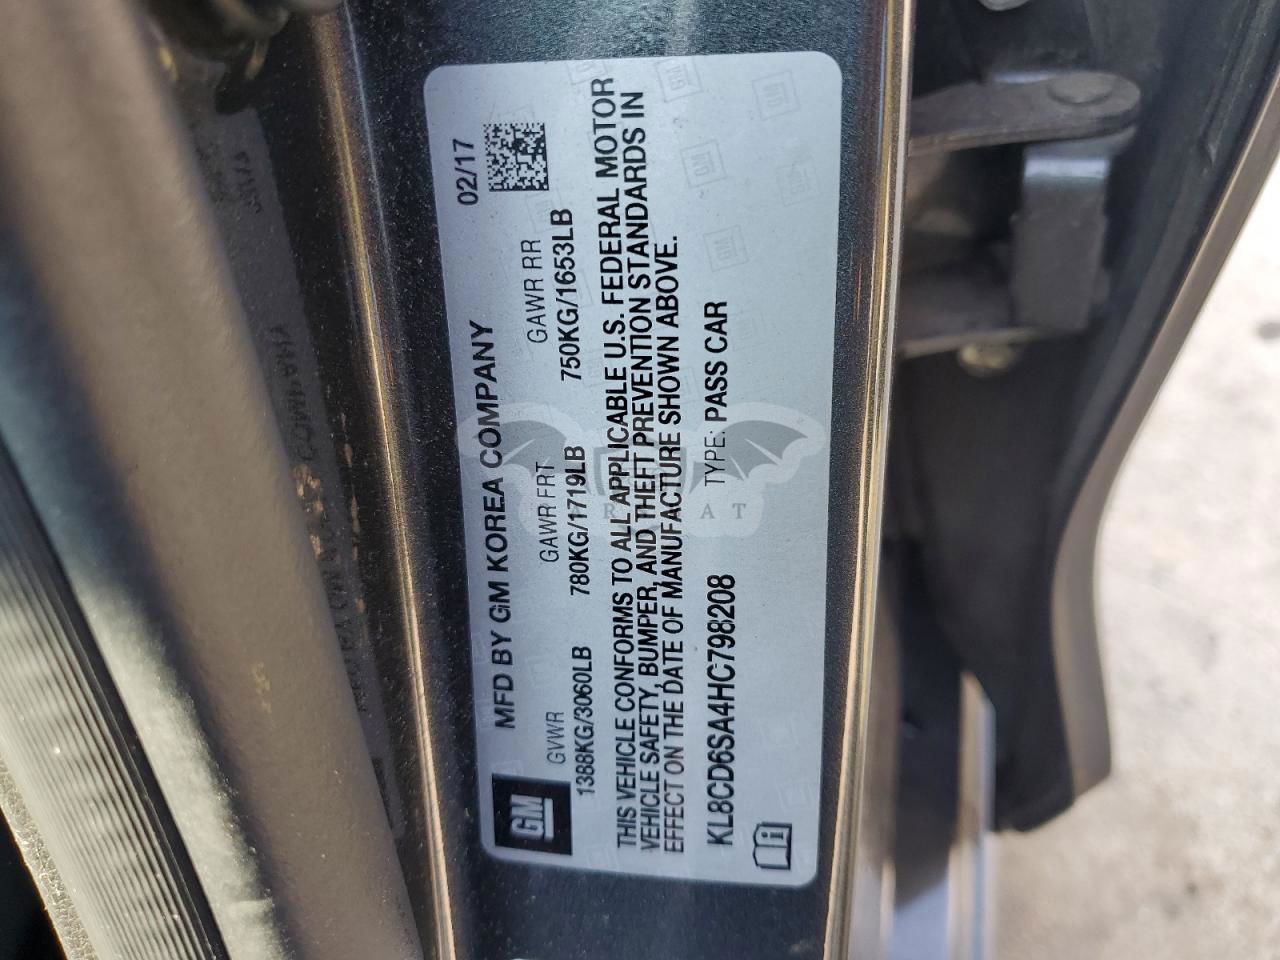 GM
MFD BY GM KOREA COMPANY
02/17
GVWR
GAWR FRT
GAWR RR
1388KG/3060LB
780KG/1719LB
750KG/1653LB
THIS VEHICLE CONFORMS TO ALL APPLICABLE U.S. FEDERAL MOTOR
VEHICLE SAFETY, BUMPER, AND THEFT PREVENTION STANDARDS IN
EFFECT ON THE DATE OF MANUFACTURE SHOWN ABOVE.
KL8CD6SA4HC798208
TYPE: PASS CAR